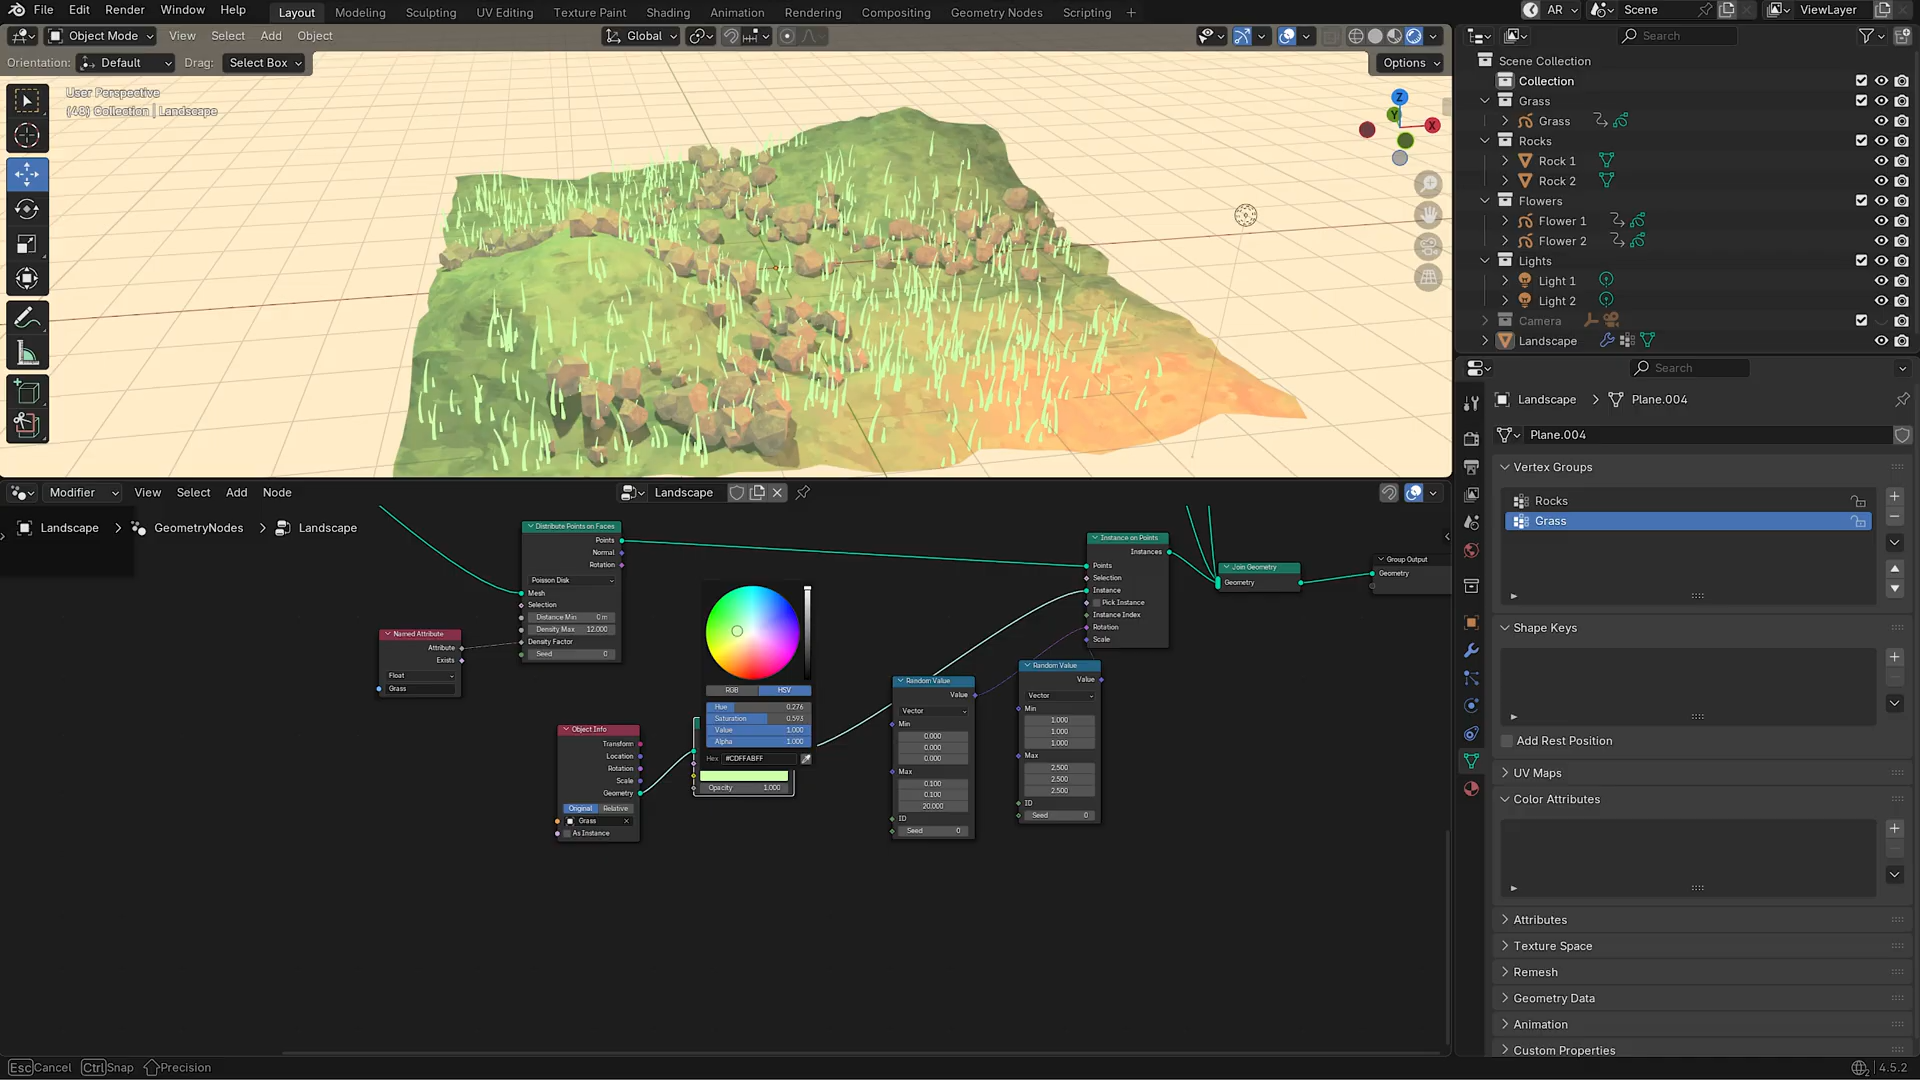 File Edit Render Window Help
Layout Modeling Sculpting UV Editing Texture Paint Shading Animation Rendering Compositing Geometry Nodes Scripting +
AR Scene ViewLayer
Object Mode View Select Add Object
Global
Orientation: Default Drag: Select Box
Options
User Perspective
(48) Collection | Landscape
Z
Y
X
Search
Scene Collection
Collection
Grass
Grass
Rocks
Rock 1
Rock 2
Flowers
Flower 1
Flower 2
Lights
Light 1
Light 2
Camera
Landscape
Search
Landscape > Plane.004
Plane.004
Vertex Groups
Rocks
Grass
Shape Keys
Add Rest Position
UV Maps
Color Attributes
Attributes
Texture Space
Remesh
Geometry Data
Animation
Custom Properties
Modifier View Select Add Node
Landscape
Landscape > GeometryNodes > Landscape
Distribute Points on Faces
Points
Normal
Rotation
Poisson Disk
Mesh
Selection
Distance Min 0 m
Density Max 12.000
Density Factor
Seed 0
Named Attribute
Attribute
Exists
Float
Grass
Object Info
Transform
Location
Rotation
Scale
Geometry
Original Relative
Grass
As Instance
RGB HSV
Hue 0.276
Saturation 0.593
Value 1.000
Alpha 1.000
Hex #CDFFABFF
Opacity 1.000
Random Value
Value
Vector
Min
0.000
0.000
0.000
Max
0.100
0.100
20.000
ID
Seed 0
Random Value
Value
Vector
Min
1.000
1.000
1.000
Max
2.500
2.500
2.500
ID
Seed 0
Instance on Points
Instances
Points
Selection
Instance
Pick Instance
Instance Index
Rotation
Scale
Join Geometry
Geometry
Group Output
Geometry
Esc Cancel Ctrl Snap Precision
4.5.2